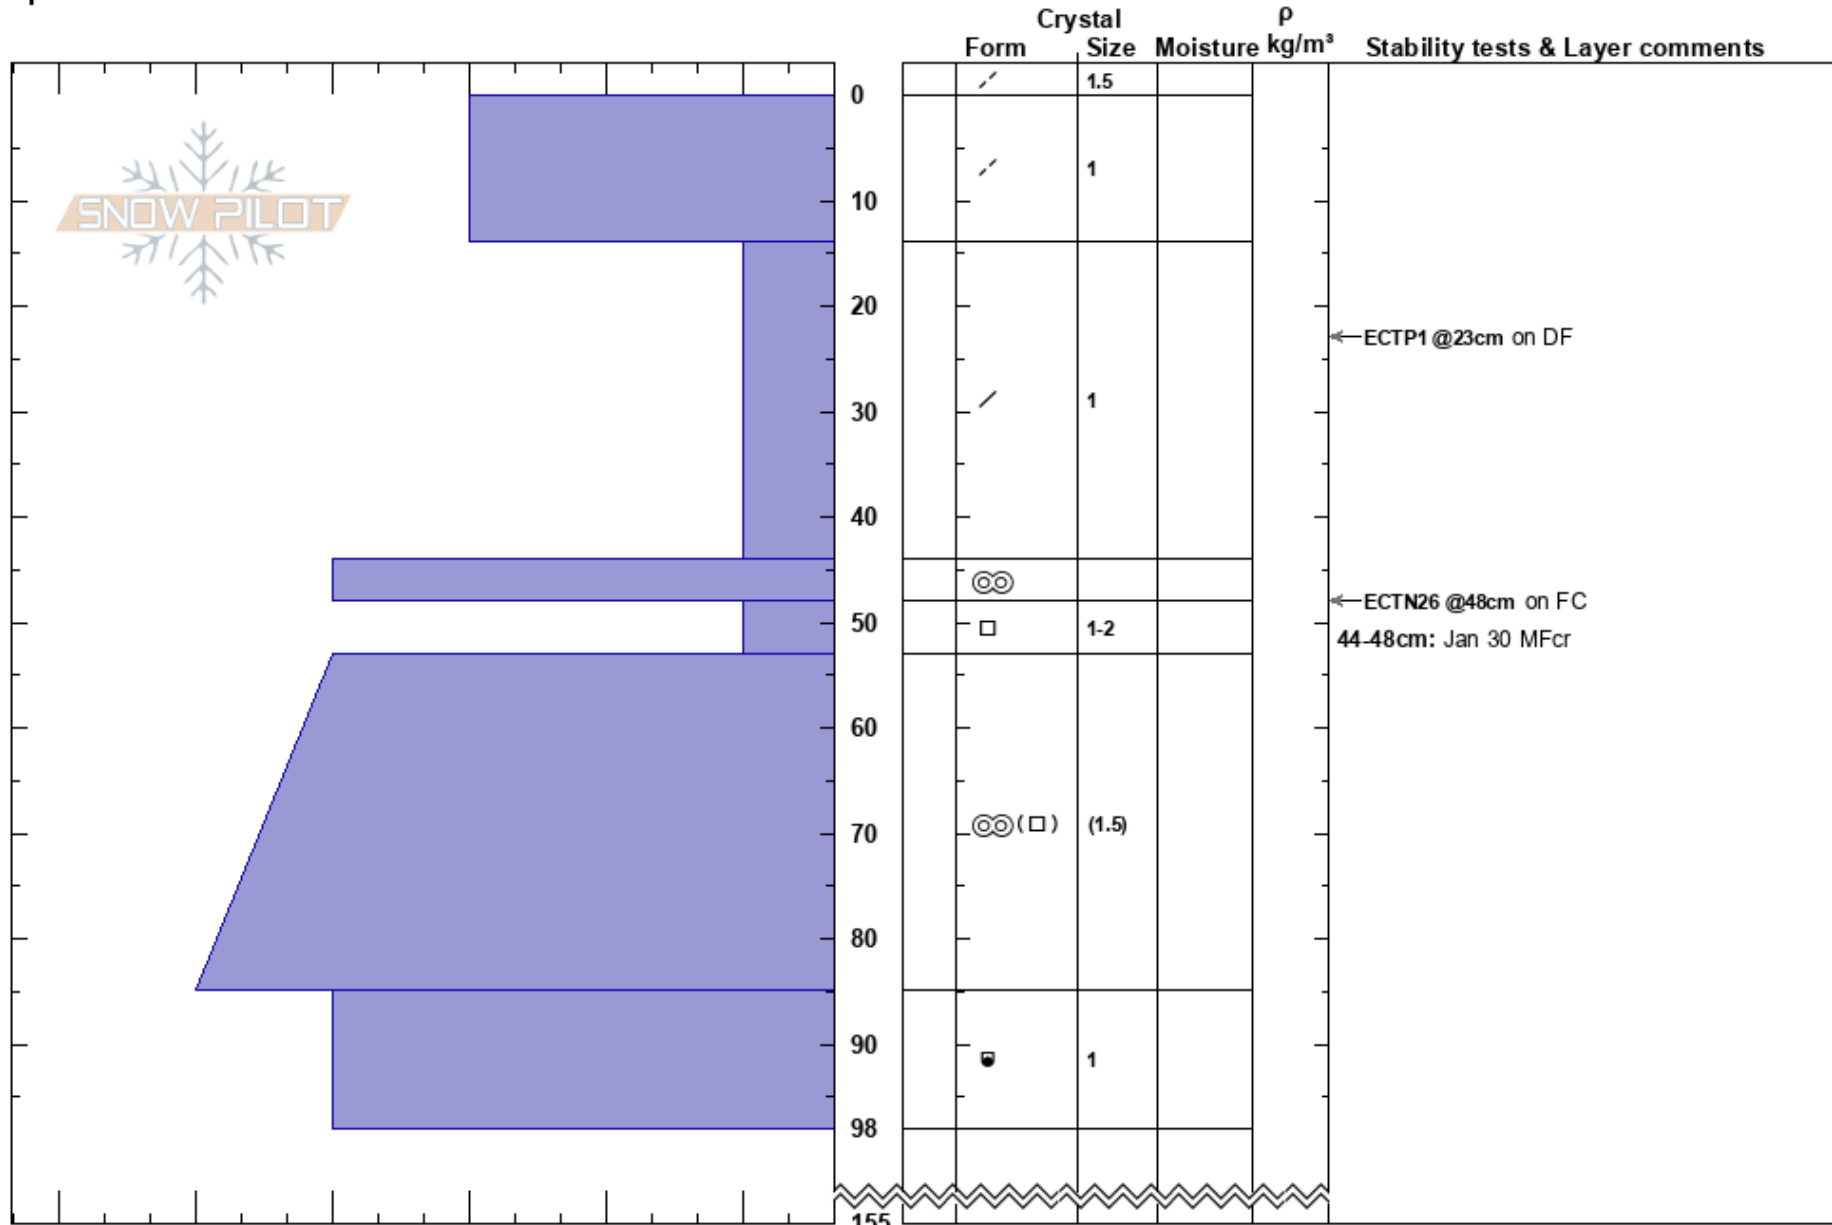 Crystal
ρ
Form Size Moisture kg/m³ Stability tests & Layer comments
1.5
0
1
SNOW PILOT
10
20
ECTP1 @23cm on DF
1
30
40
ECTN26 @48cm on FC
50 1-2
44-48cm: Jan 30 MFcr
60
( ) (1.5)
70
80
90 1
98
155